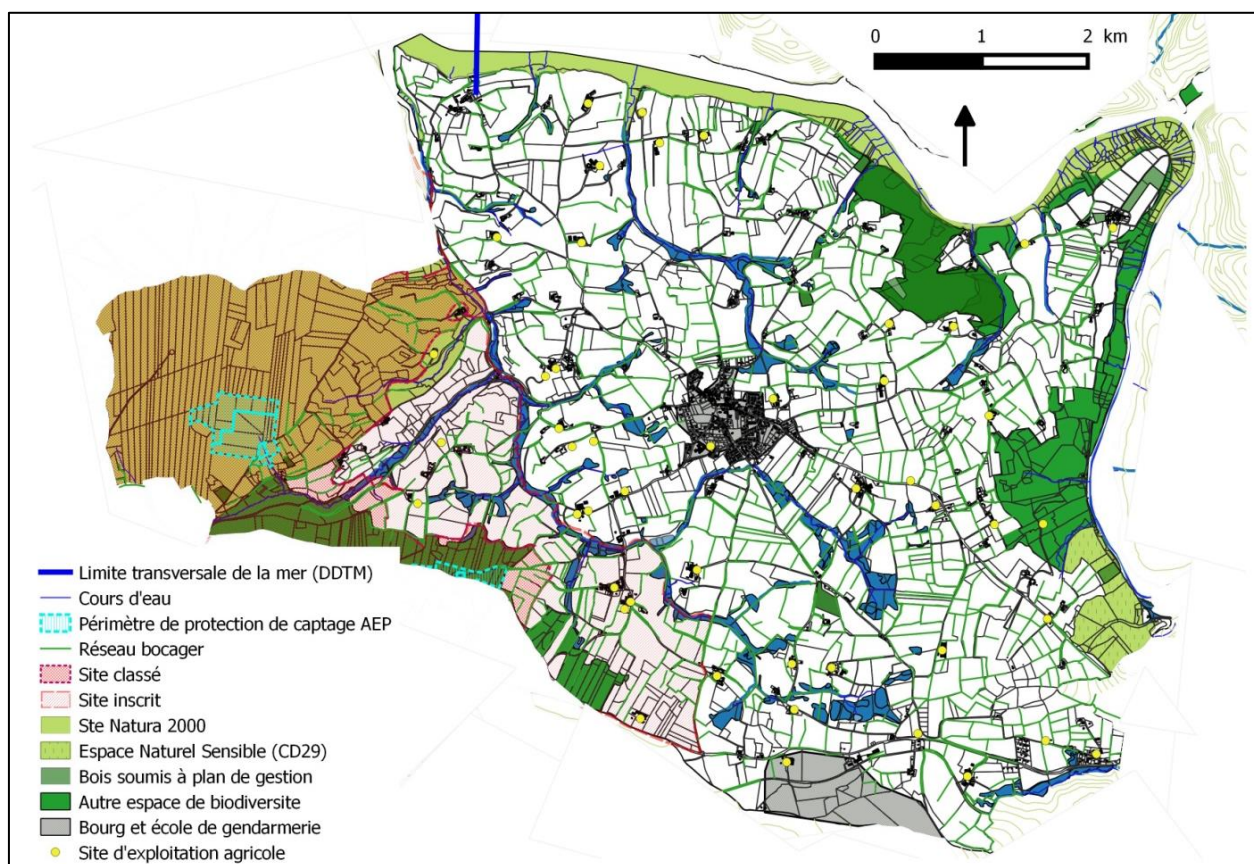 0 1 2 km
Limite transversale de la mer (DDTM)
Cours d'eau
Périmètre de protection de captage AEP
Réseau bocager
Site classé
Site inscrit
Ste Natura 2000
Espace Naturel Sensible (CD29)
Bois soumis à plan de gestion
Autre espace de biodiversite
Bourg et école de gendarmerie
Site d'exploitation agricole